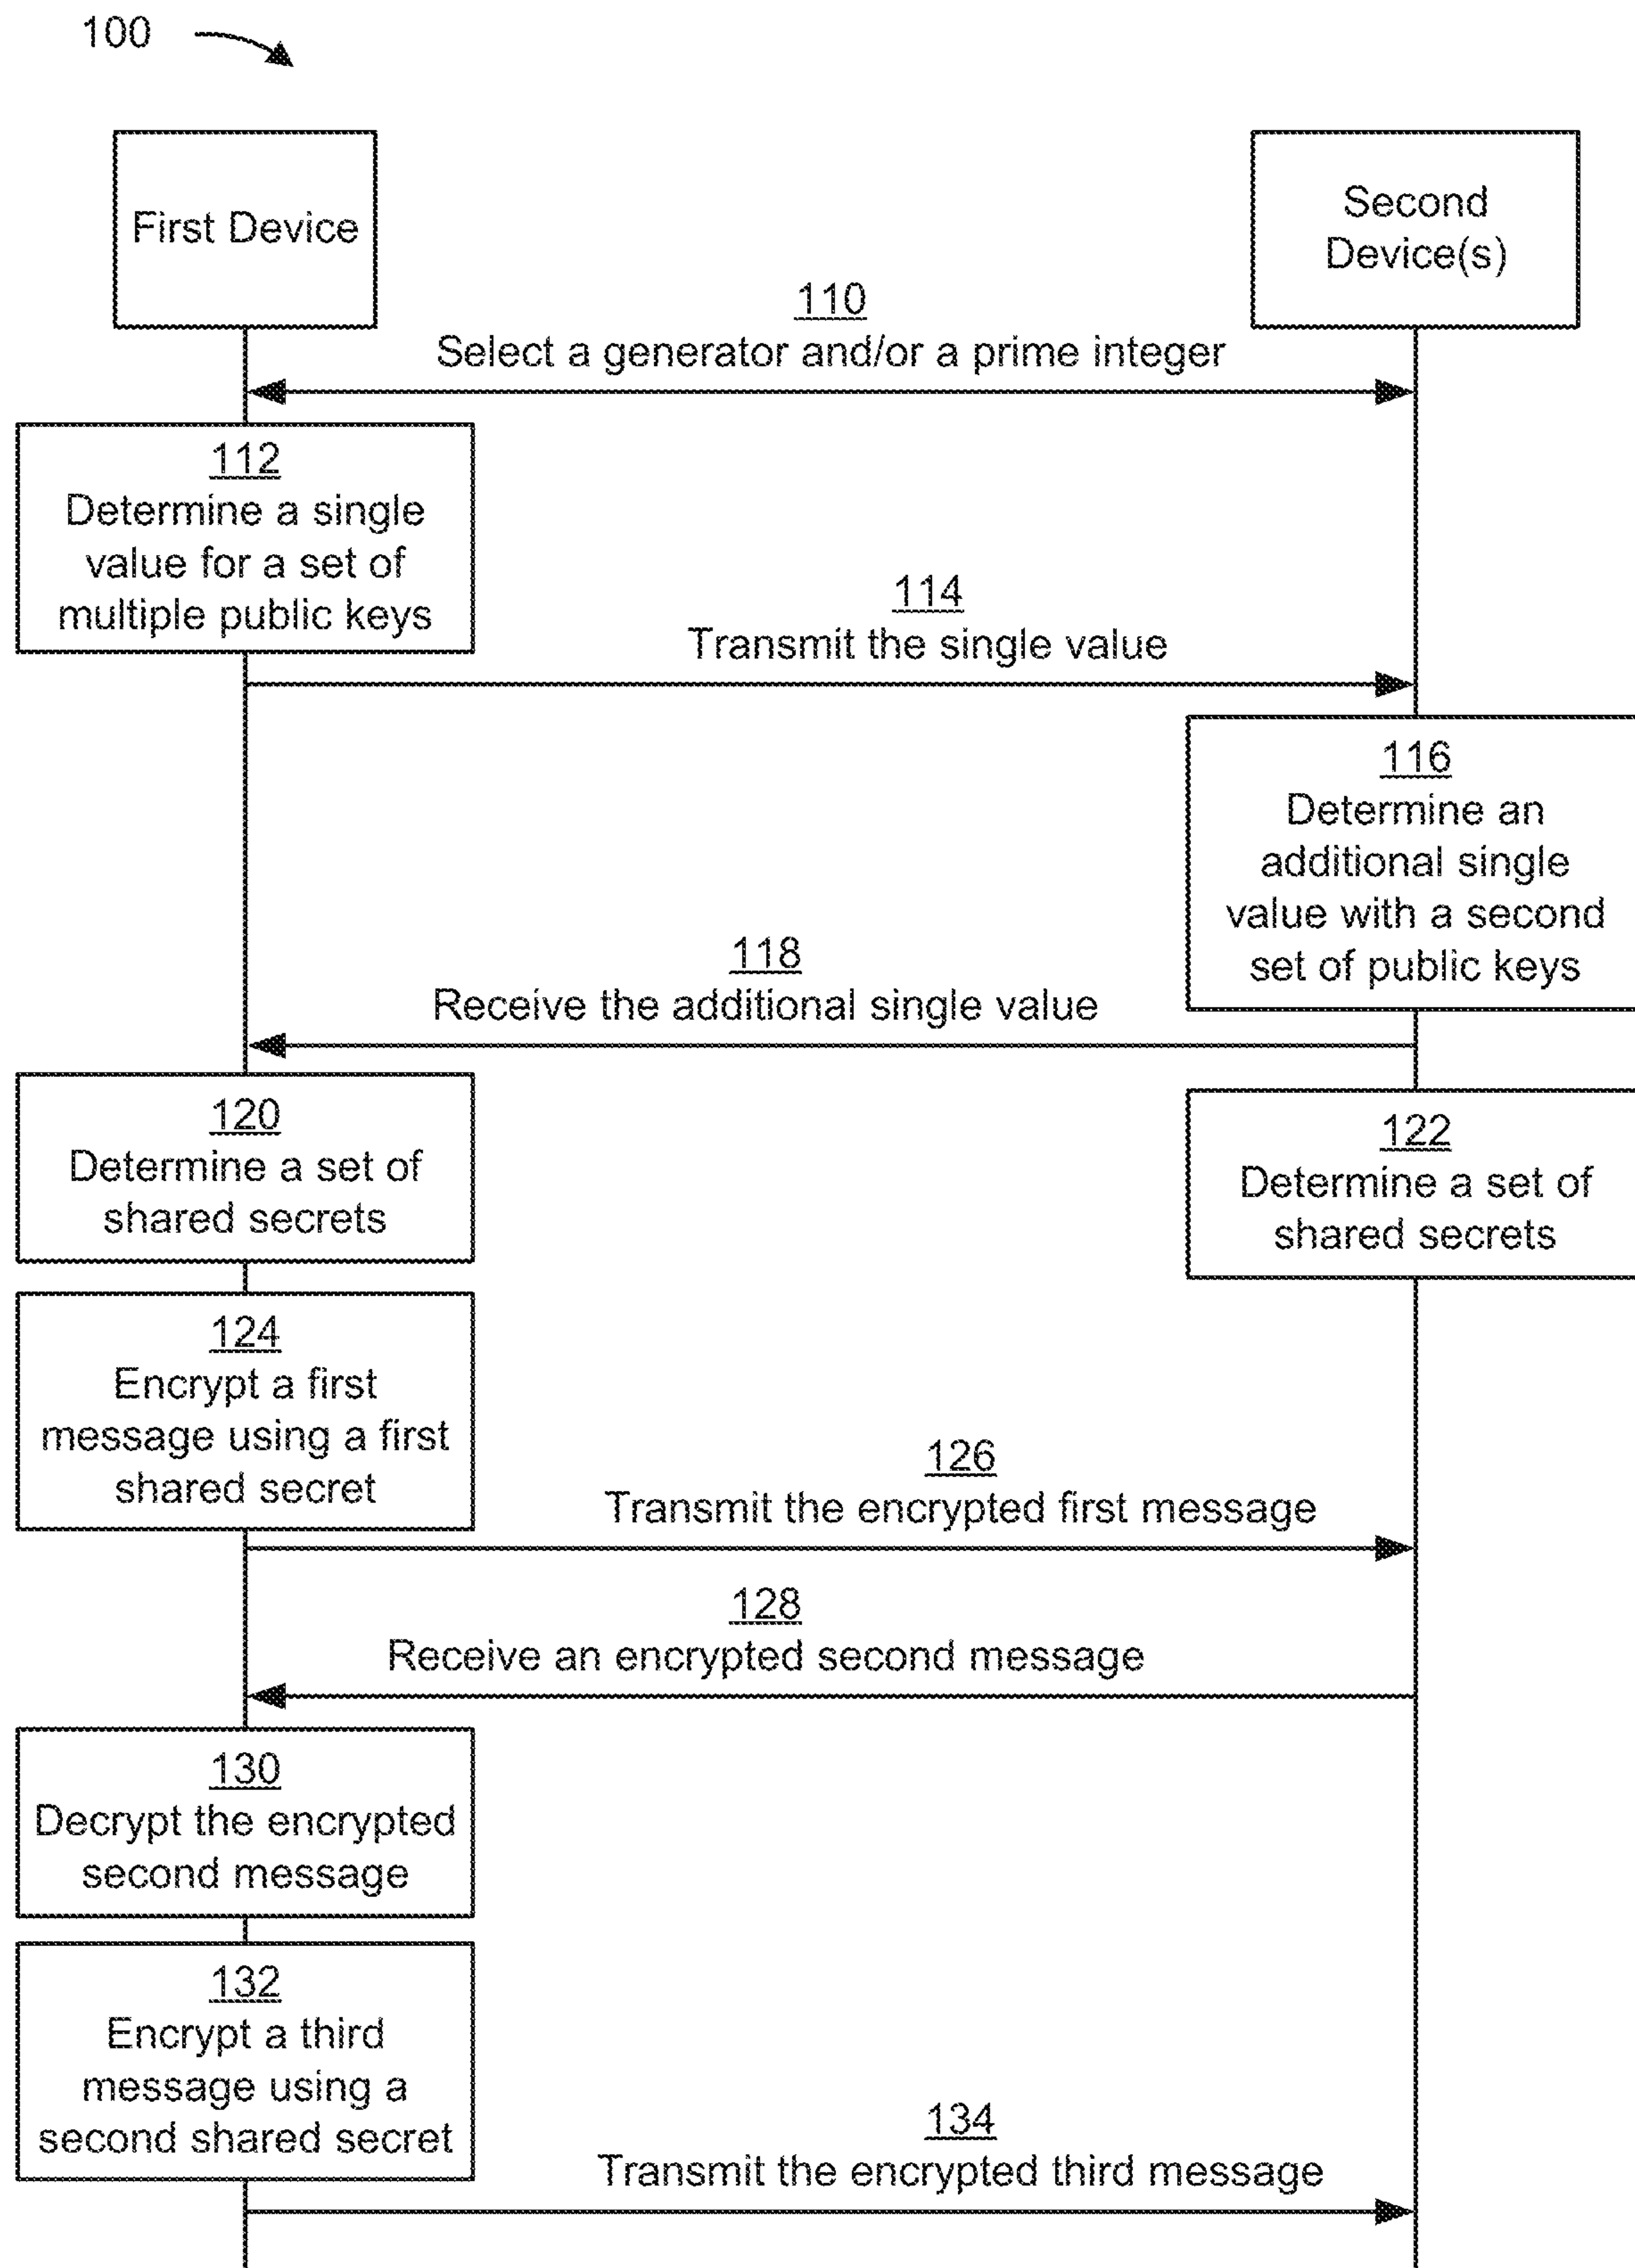 100
First Device
Second
Device(s)
110
Select a generator and/or a prime integer
112
Determine a single
value for a set of
multiple public keys
114
Transmit the single value
116
Determine an
additional single
value with a second
set of public keys
118
Receive the additional single value
120
Determine a set of
shared secrets
122
Determine a set of
shared secrets
124
Encrypt a first
message using a first
shared secret
126
Transmit the encrypted first message
128
Receive an encrypted second message
130
Decrypt the encrypted
second message
132
Encrypt a third
message using a
second shared secret
134
Transmit the encrypted third message